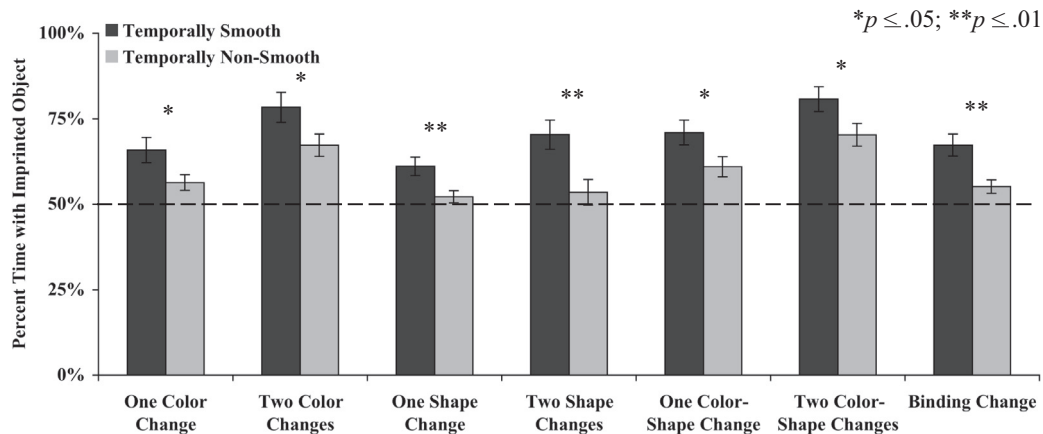 *p ≤ .05; **p ≤ .01
Temporally Smooth
Temporally Non-Smooth
Percent Time with Imprinted Object
100%
75%
50%
25%
0%
*
*
**
**
*
*
**
One Color
Change
Two Color
Changes
One Shape
Change
Two Shape
Changes
One Color-
Shape Change
Two Color-
Shape Changes
Binding Change